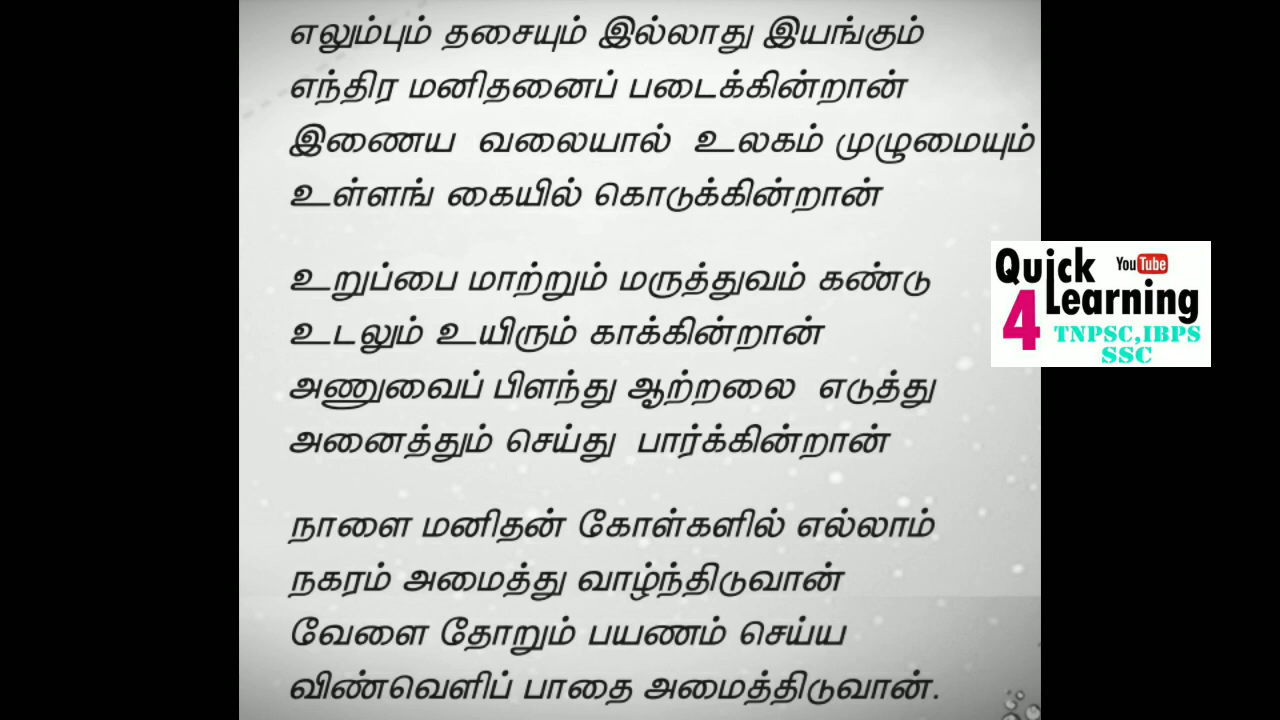 எலும்பும் தசையும் இல்லாது இயங்கும்
எந்திர மனிதனைப் படைக்கின்றான்
இணைய வலையால் உலகம் முழுமையும்
உள்ளங் கையில் கொடுக்கின்றான்
உறுப்பை மாற்றும் மருத்துவம் கண்டு
உடலும் உயிரும் காக்கின்றான்
அணுவைப் பிளந்து ஆற்றலை எடுத்து
அனைத்தும் செய்து பார்க்கின்றான்
நாளை மனிதன் கோள்களில் எல்லாம்
நகரம் அமைத்து வாழ்ந்திடுவான்
வேளை தோறும் பயணம் செய்ய
விண்வெளிப் பாதை அமைத்திடுவான்.
Quick YouTube
4 Learning
TNPSC,IBPS
SSC